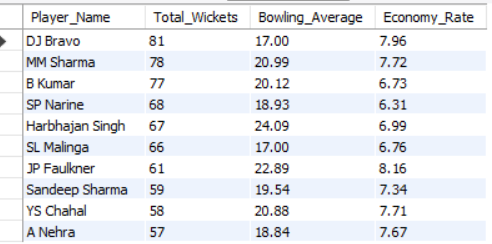 Player_Name Total_Wickets Bowling_Average Economy_Rate
DJ Bravo 81 17.00 7.96
MM Sharma 78 20.99 7.72
B Kumar 77 20.12 6.73
SP Narine 68 18.93 6.31
Harbhajan Singh 67 24.09 6.99
SL Malinga 66 17.00 6.76
JP Faulkner 61 22.89 8.16
Sandeep Sharma 59 19.54 7.34
YS Chahal 58 20.88 7.71
A Nehra 57 18.84 7.67